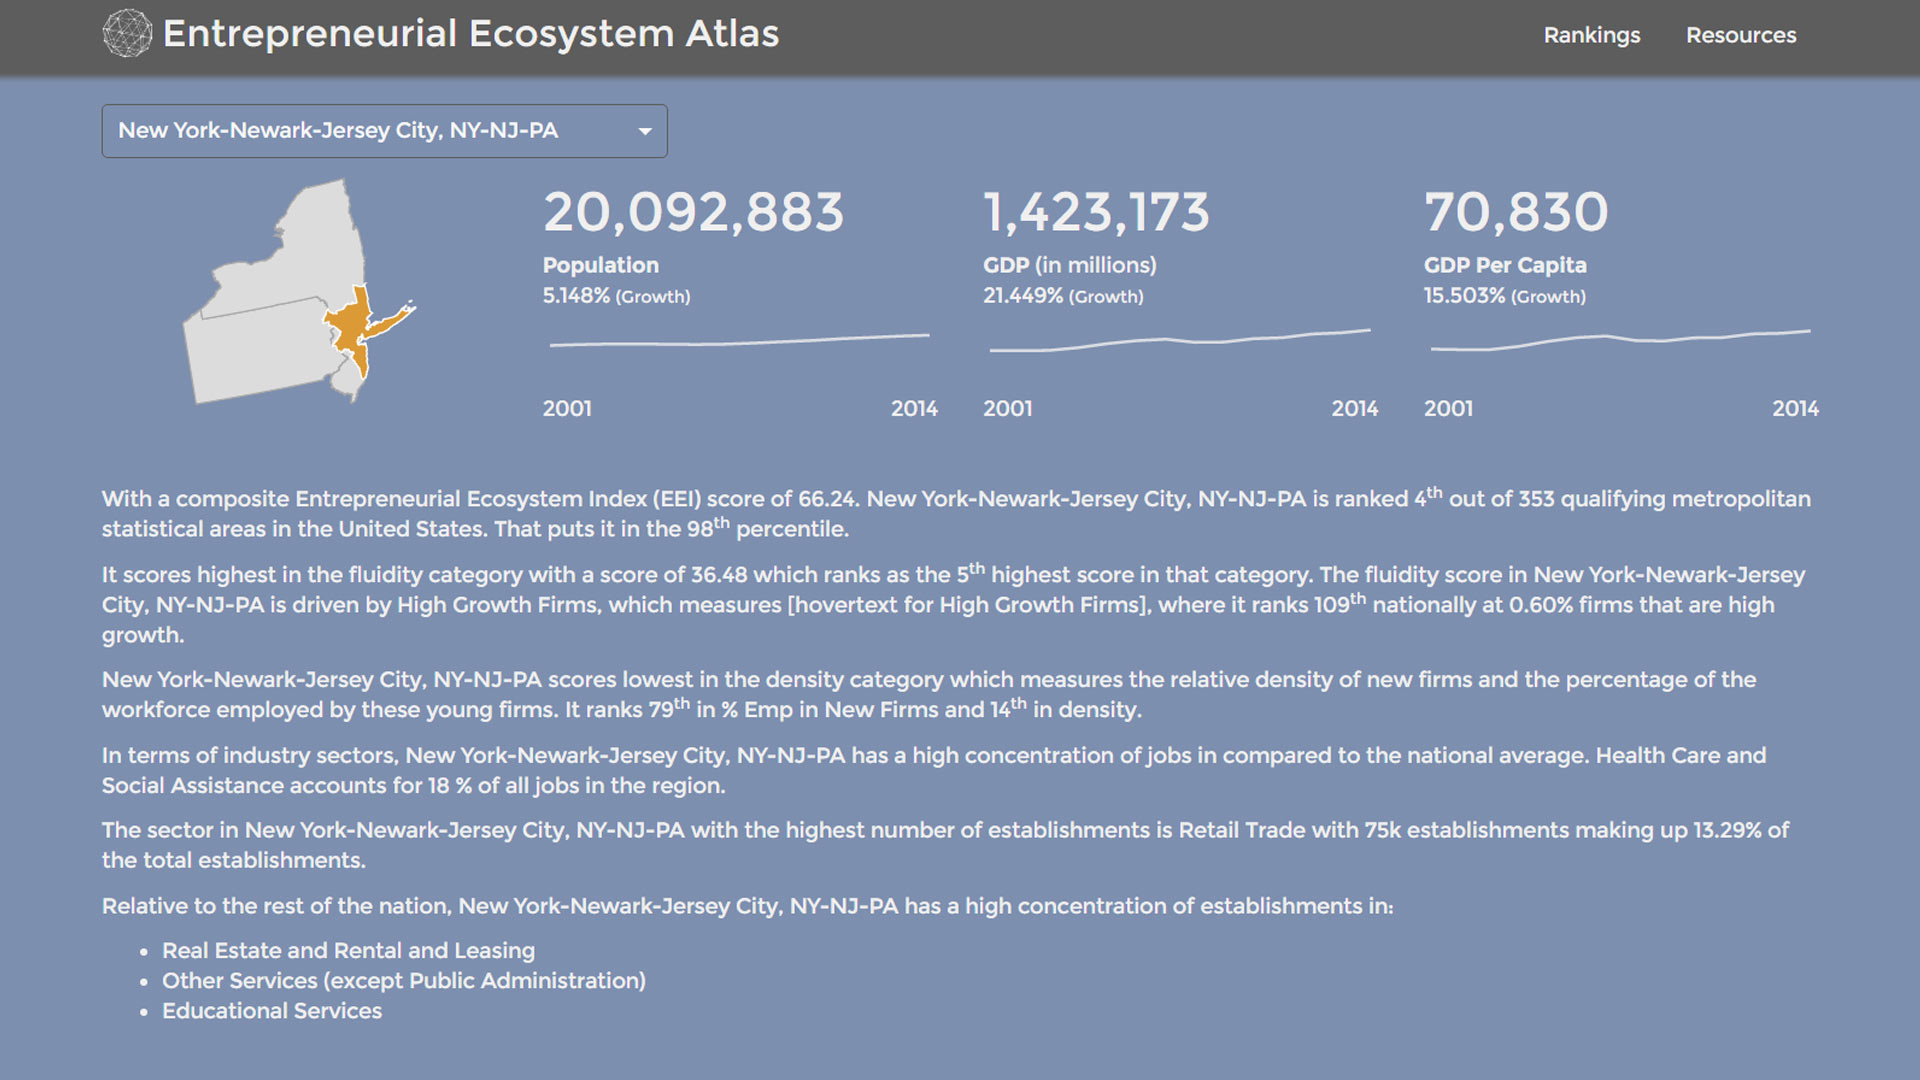 Entrepreneurial Ecosystem Atlas
Rankings
Resources
New York-Newark-Jersey City, NY-NJ-PA
20,092,883
Population
5.148% (Growth)
2001
2014
1,423,173
GDP (in millions)
21.449% (Growth)
2001
2014
70,830
GDP Per Capita
15.503% (Growth)
2001
2014
With a composite Entrepreneurial Ecosystem Index (EEI) score of 66.24. New York-Newark-Jersey City, NY-NJ-PA is ranked 4th out of 353 qualifying metropolitan
statistical areas in the United States. That puts it in the 98th percentile.
It scores highest in the fluidity category with a score of 36.48 which ranks as the 5th highest score in that category. The fluidity score in New York-Newark-Jersey
City, NY-NJ-PA is driven by High Growth Firms, which measures [hovertext for High Growth Firms], where it ranks 109th nationally at 0.60% firms that are high
growth.
New York-Newark-Jersey City, NY-NJ-PA scores lowest in the density category which measures the relative density of new firms and the percentage of the
workforce employed by these young firms. It ranks 79th in % Emp in New Firms and 14th in density.
In terms of industry sectors, New York-Newark-Jersey City, NY-NJ-PA has a high concentration of jobs in compared to the national average. Health Care and
Social Assistance accounts for 18 % of all jobs in the region.
The sector in New York-Newark-Jersey City, NY-NJ-PA with the highest number of establishments is Retail Trade with 75k establishments making up 13.29% of
the total establishments.
Relative to the rest of the nation, New York-Newark-Jersey City, NY-NJ-PA has a high concentration of establishments in:
• Real Estate and Rental and Leasing
• Other Services (except Public Administration)
• Educational Services